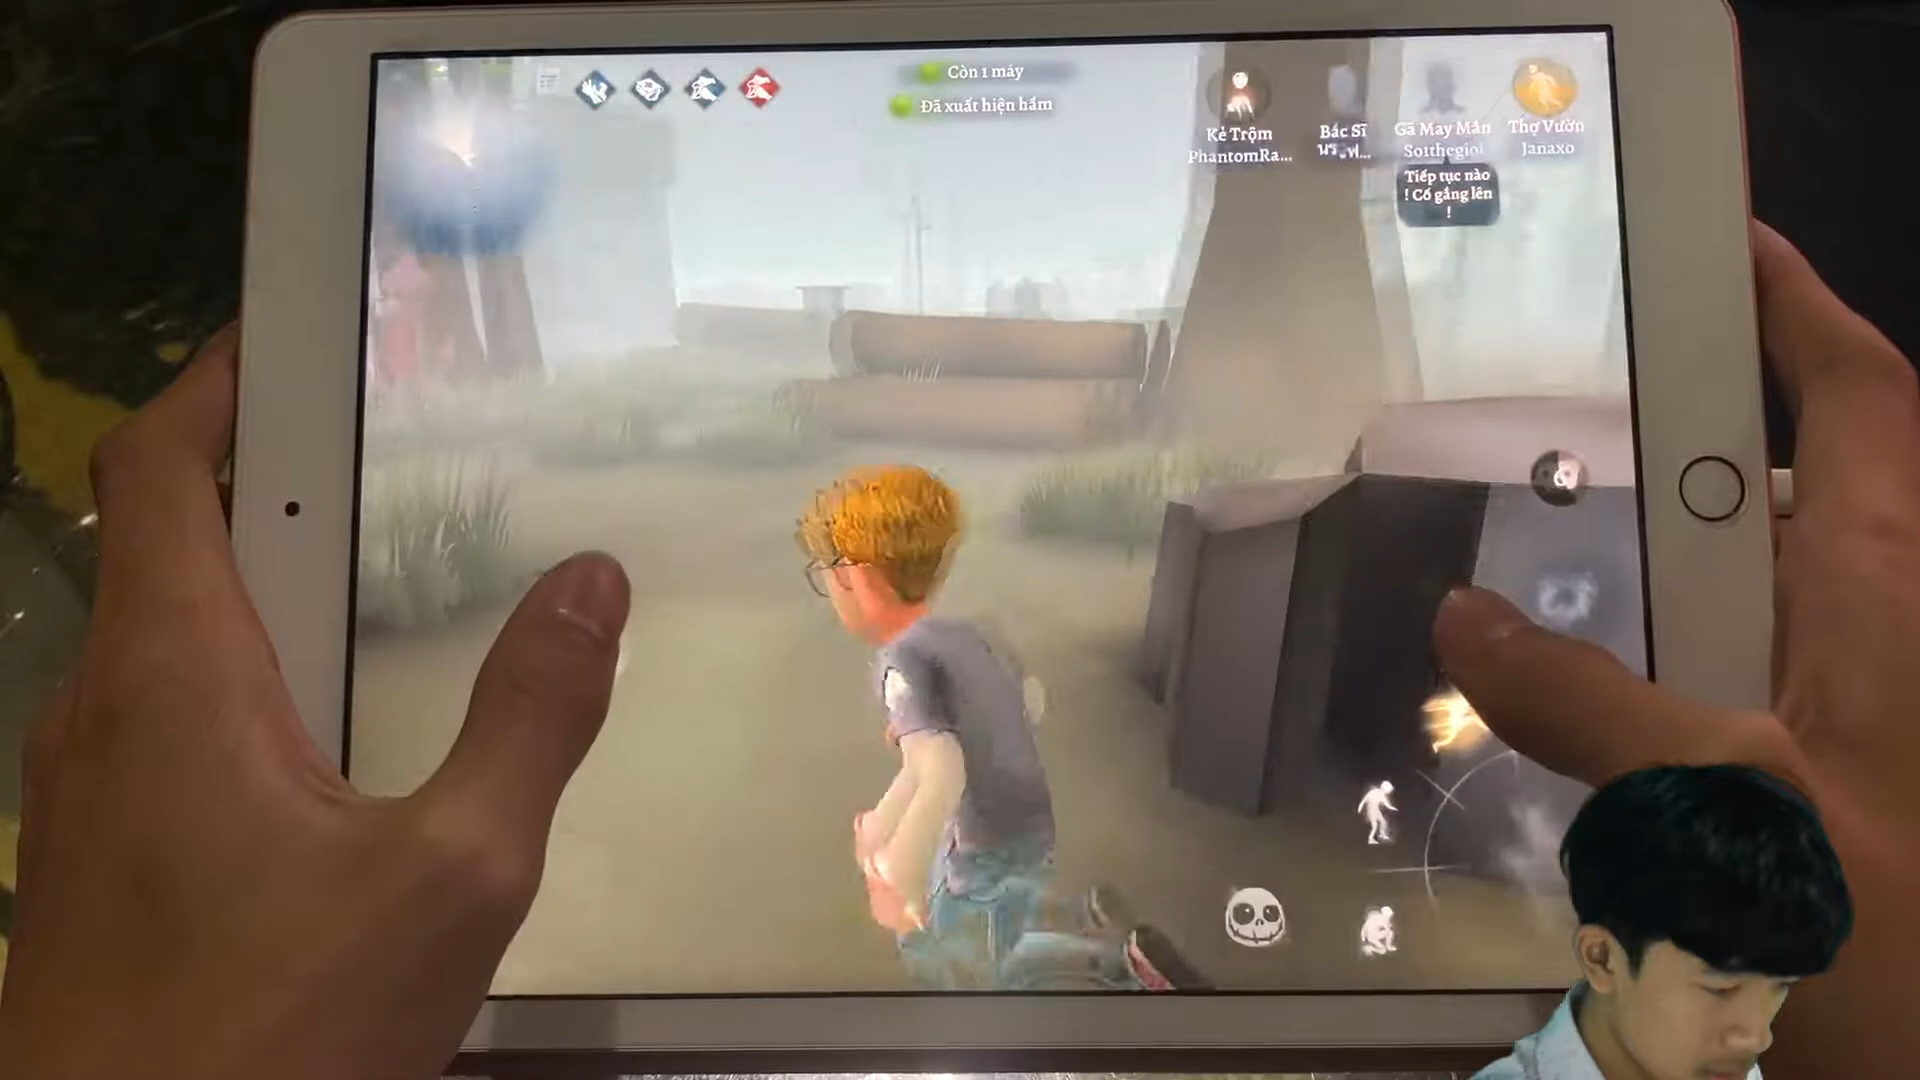 Còn 1 máy
Đã xuất hiện hầm
Kẻ Trộm
PhantomRa...
Bác Sĩ
Gã May Mắn
Soithegioi
Thợ Vườn
Janaxo
Tiếp tục nào
! Cố gắng lên
!